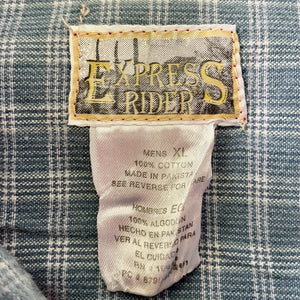 EXPRESS
RIDER
MENS XL
100% COTTON
MADE IN PAKISTAN
SEE REVERSE FOR CARE
HOMBRES EG
100% ALGODON
HECHO EN PAKISTAN
VER AL REVERSO PARA
EL CUIDADO
RN